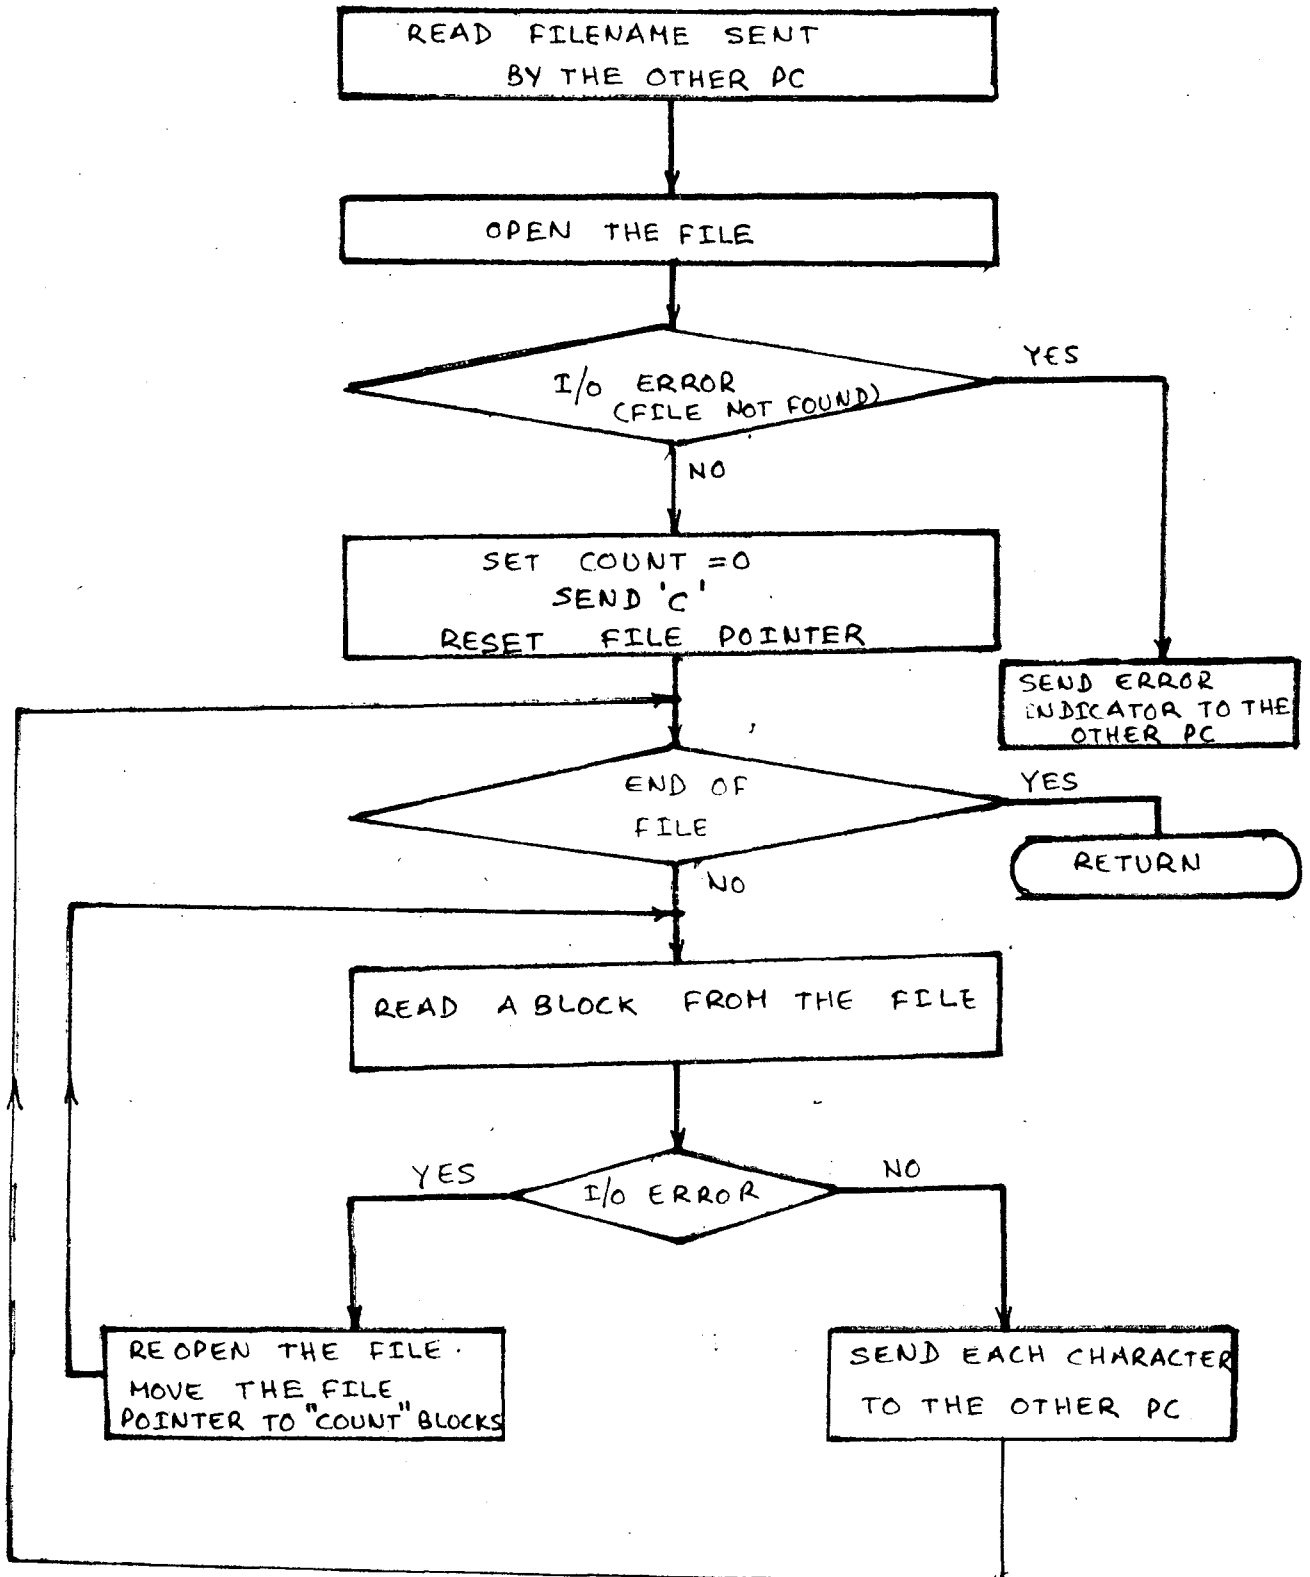 READ FILENAME SENT
BY THE OTHER PC
OPEN THE FILE
I/O ERROR
(FILE NOT FOUND)
YES
NO
SET COUNT =0
SEND 'C'
RESET FILE POINTER
SEND ERROR
INDICATOR TO THE
OTHER PC
END OF
FILE
YES
RETURN
NO
READ A BLOCK FROM THE FILE
I/O ERROR
YES
NO
REOPEN THE FILE.
MOVE THE FILE
POINTER TO "COUNT" BLOCKS
SEND EACH CHARACTER
TO THE OTHER PC